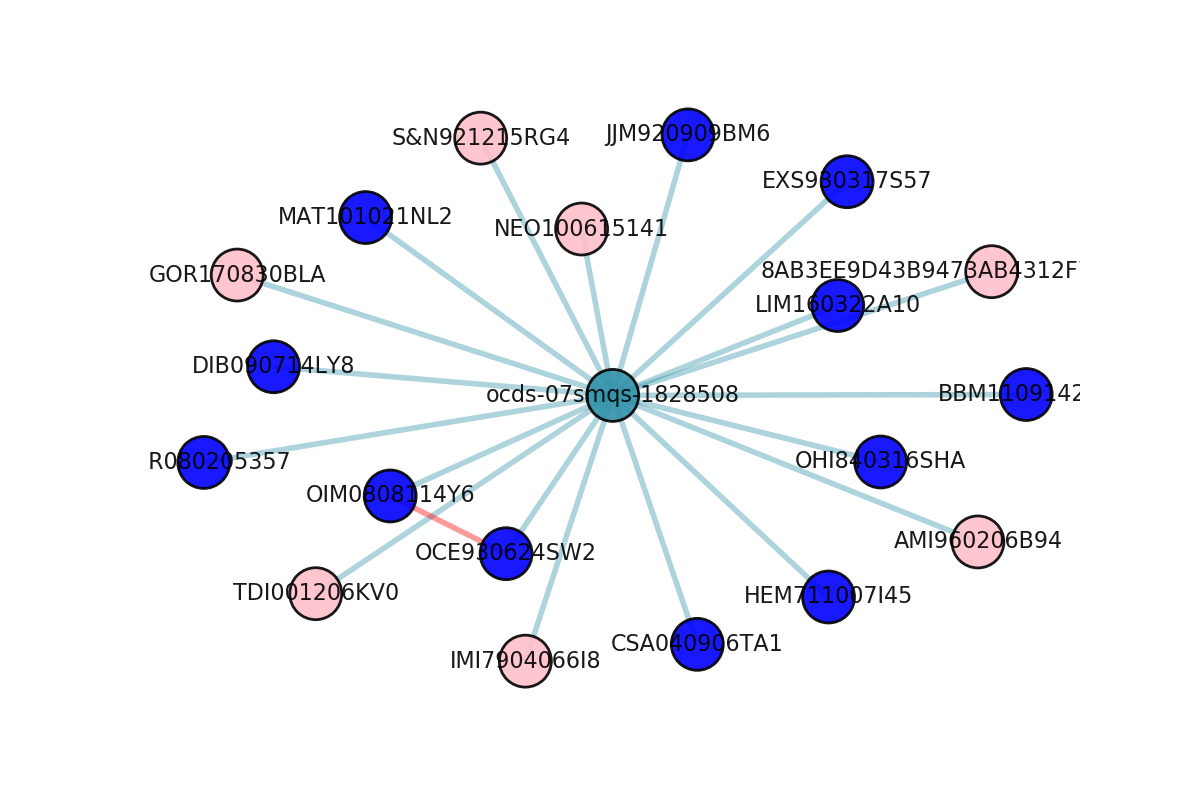 S&N921215RG4
JJM920909BM6
EXS930317S57
MAT101021NL2
NEO100615141
GOR170830BLA
8AB3EE9D43B9473AB4312F
LIM160322A10
DIB090714LY8
ocds-07smqs-1828508
BBM1109142
R080205357
OHI840316SHA
OIM0808114Y6
OCE930624SW2
AMI960206B94
TDI001206KV0
HEM711007I45
CSA040906TA1
IMI7904066I8